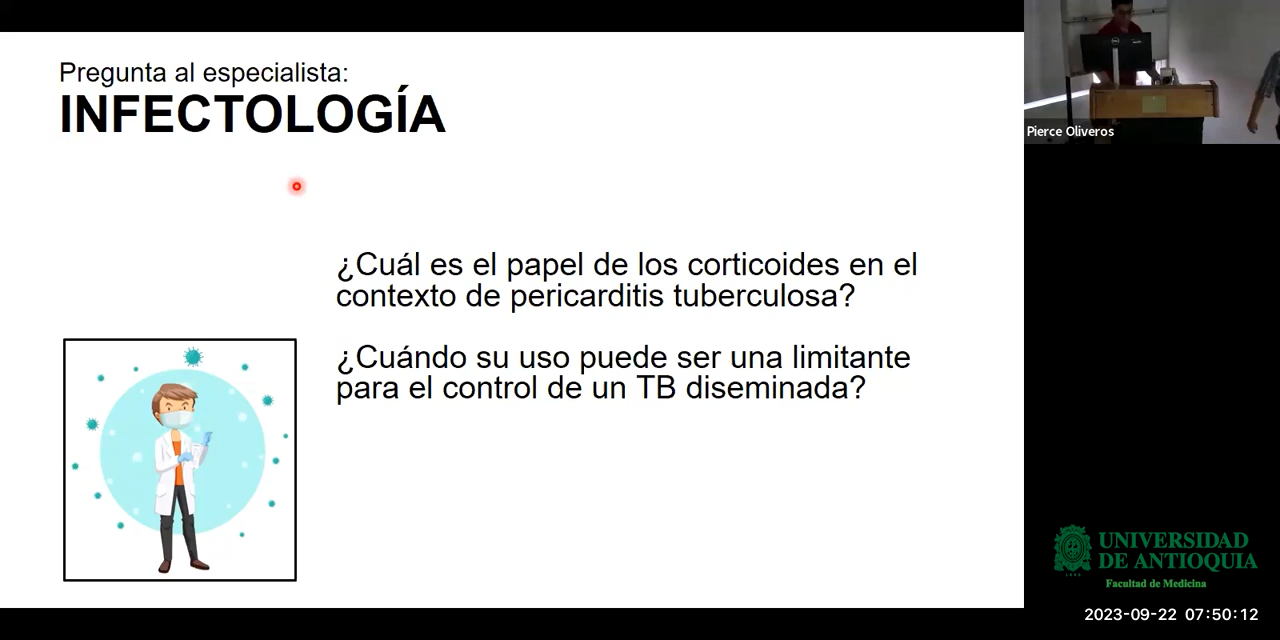 Pregunta al especialista:
INFECTOLOGÍA
¿Cuál es el papel de los corticoides en el
contexto de pericarditis tuberculosa?
¿Cuándo su uso puede ser una limitante
para el control de un TB diseminada?
Pierce Oliveros
UNIVERSIDAD
DE ANTIOQUIA
Facultad de Medicina
2023-09-22 07:50:12